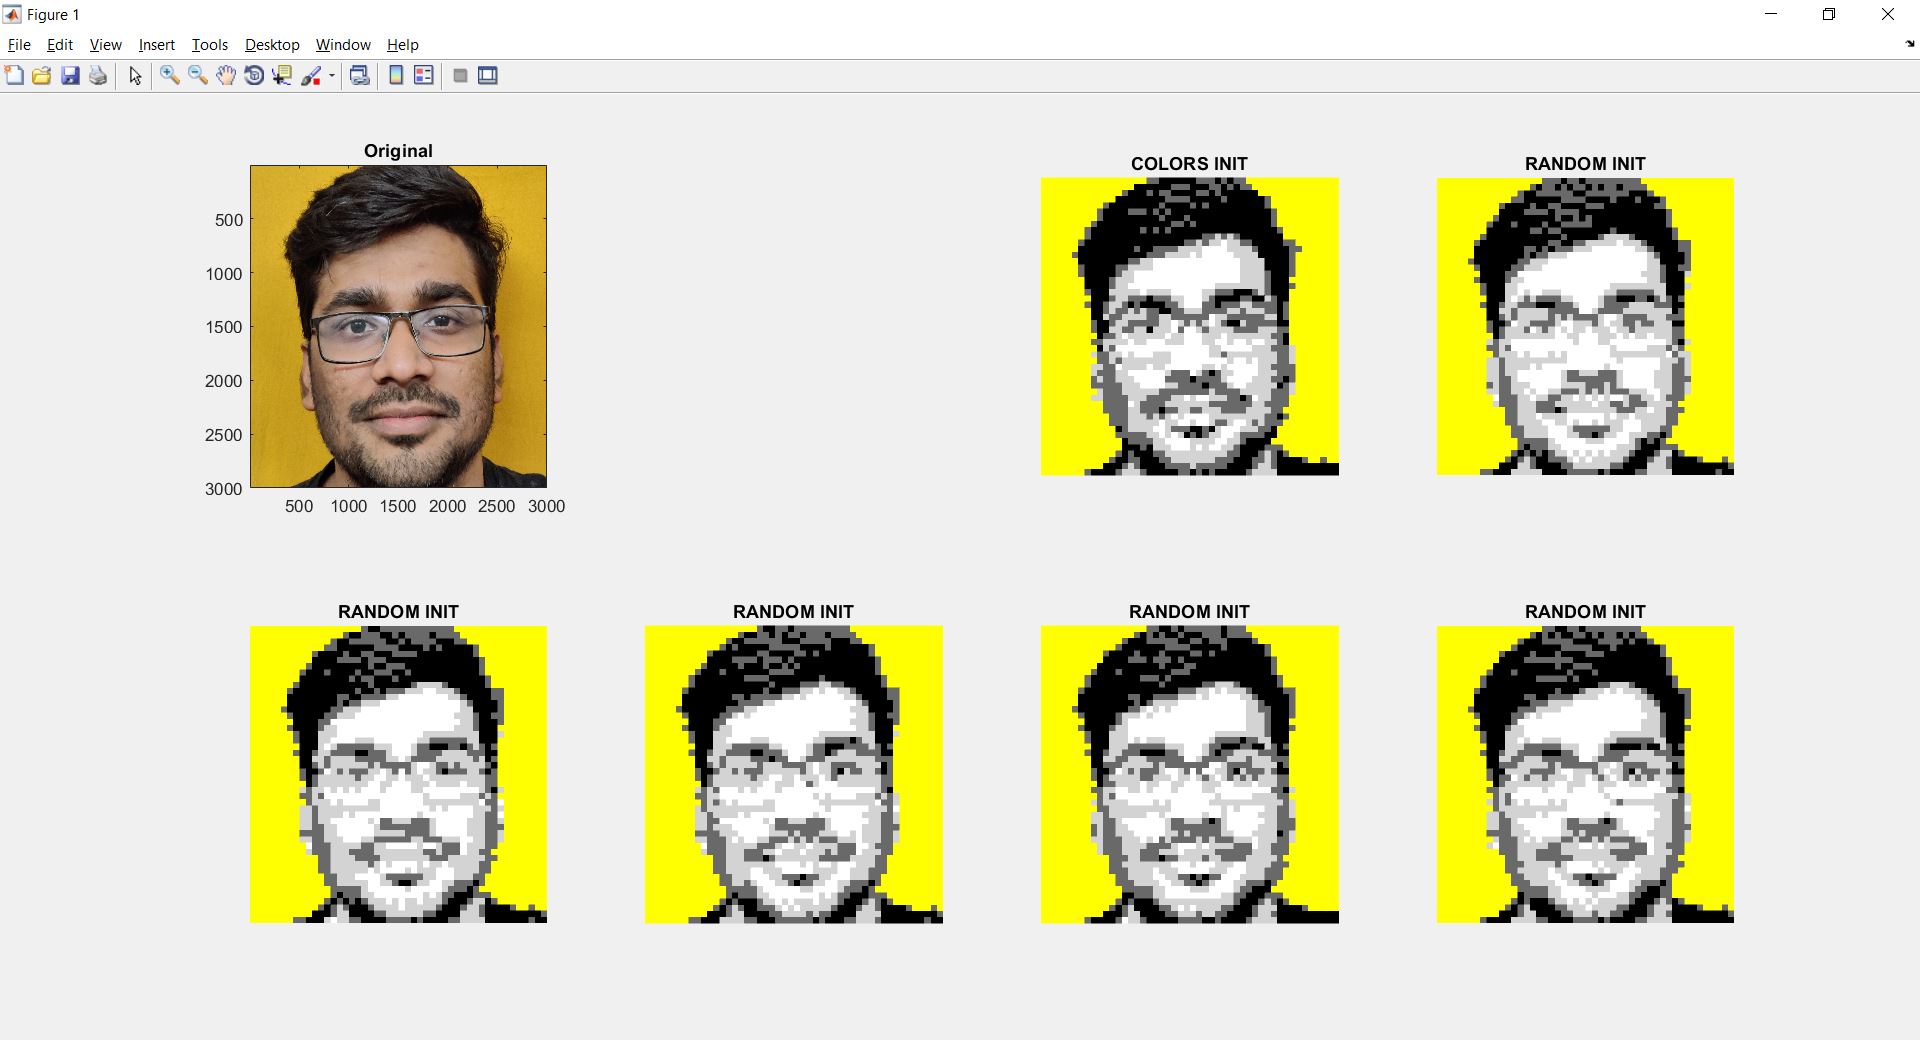 Figure 1
File Edit View Insert Tools Desktop Window Help
Original
500
1000
1500
2000
2500
3000
500 1000 1500 2000 2500 3000
COLORS INIT
RANDOM INIT
RANDOM INIT
RANDOM INIT
RANDOM INIT
RANDOM INIT